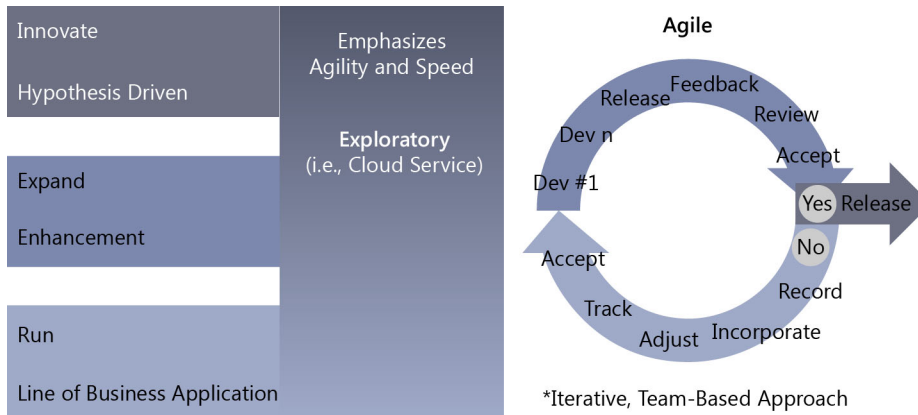 Innovate
Hypothesis Driven
Expand
Enhancement
Run
Line of Business Application
Emphasizes
Agility and Speed
Exploratory
(i.e., Cloud Service)
Agile
Dev #1
Dev n
Release
Feedback
Review
Accept
Yes
Release
No
Record
Incorporate
Adjust
Track
Accept
*Iterative, Team-Based Approach